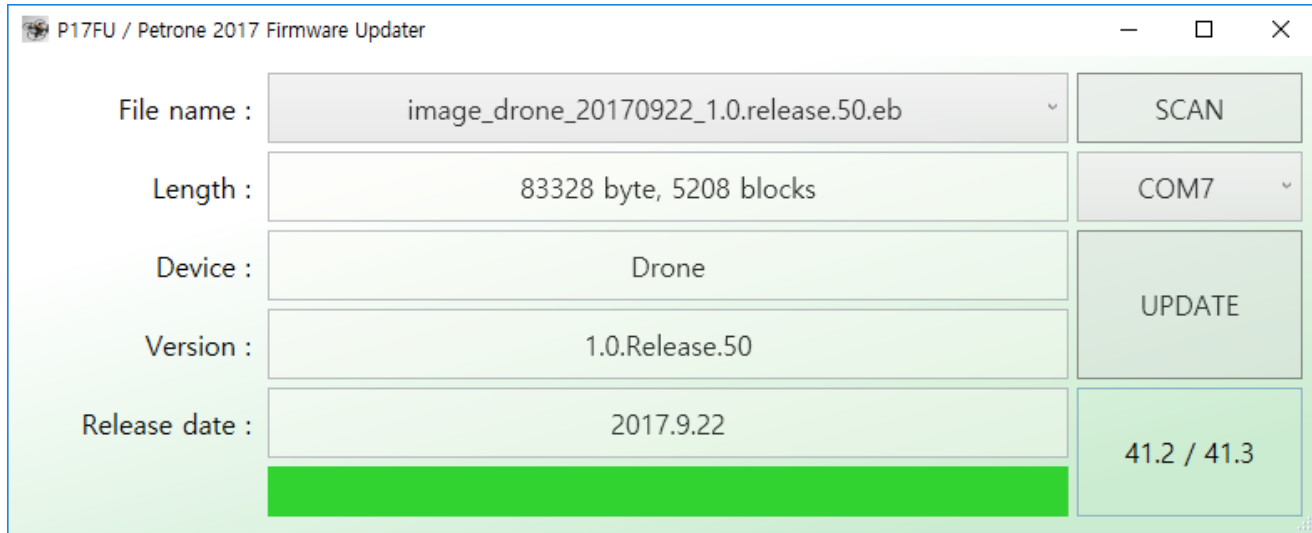 P17FU / Petrone 2017 Firmware Updater
File name : image_drone_20170922_1.0.release.50.eb SCAN
Length : 83328 byte, 5208 blocks COM7
Device : Drone
UPDATE
Version : 1.0.Release.50
Release date : 2017.9.22
41.2 / 41.3